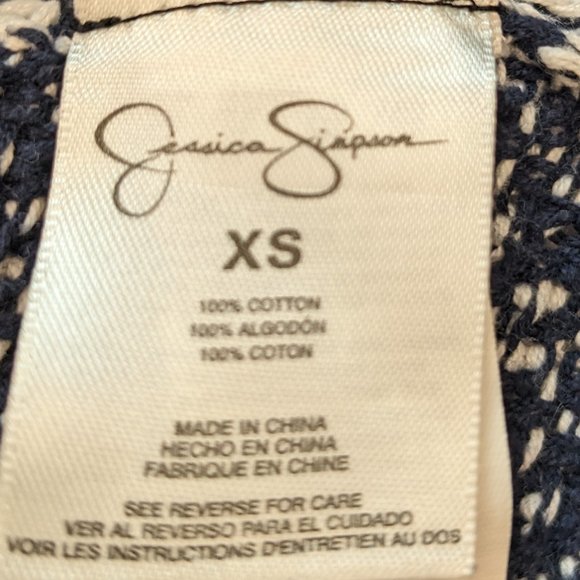 Jessica Simpson
XS
100% COTTON
100% ALGODÓN
100% COTON
MADE IN CHINA
HECHO EN CHINA
FABRIQUE EN CHINE
SEE REVERSE FOR CARE
VER AL REVERSO PARA EL CUIDADO
VOIR LES INSTRUCTIONS D'ENTRETIEN AU DOS